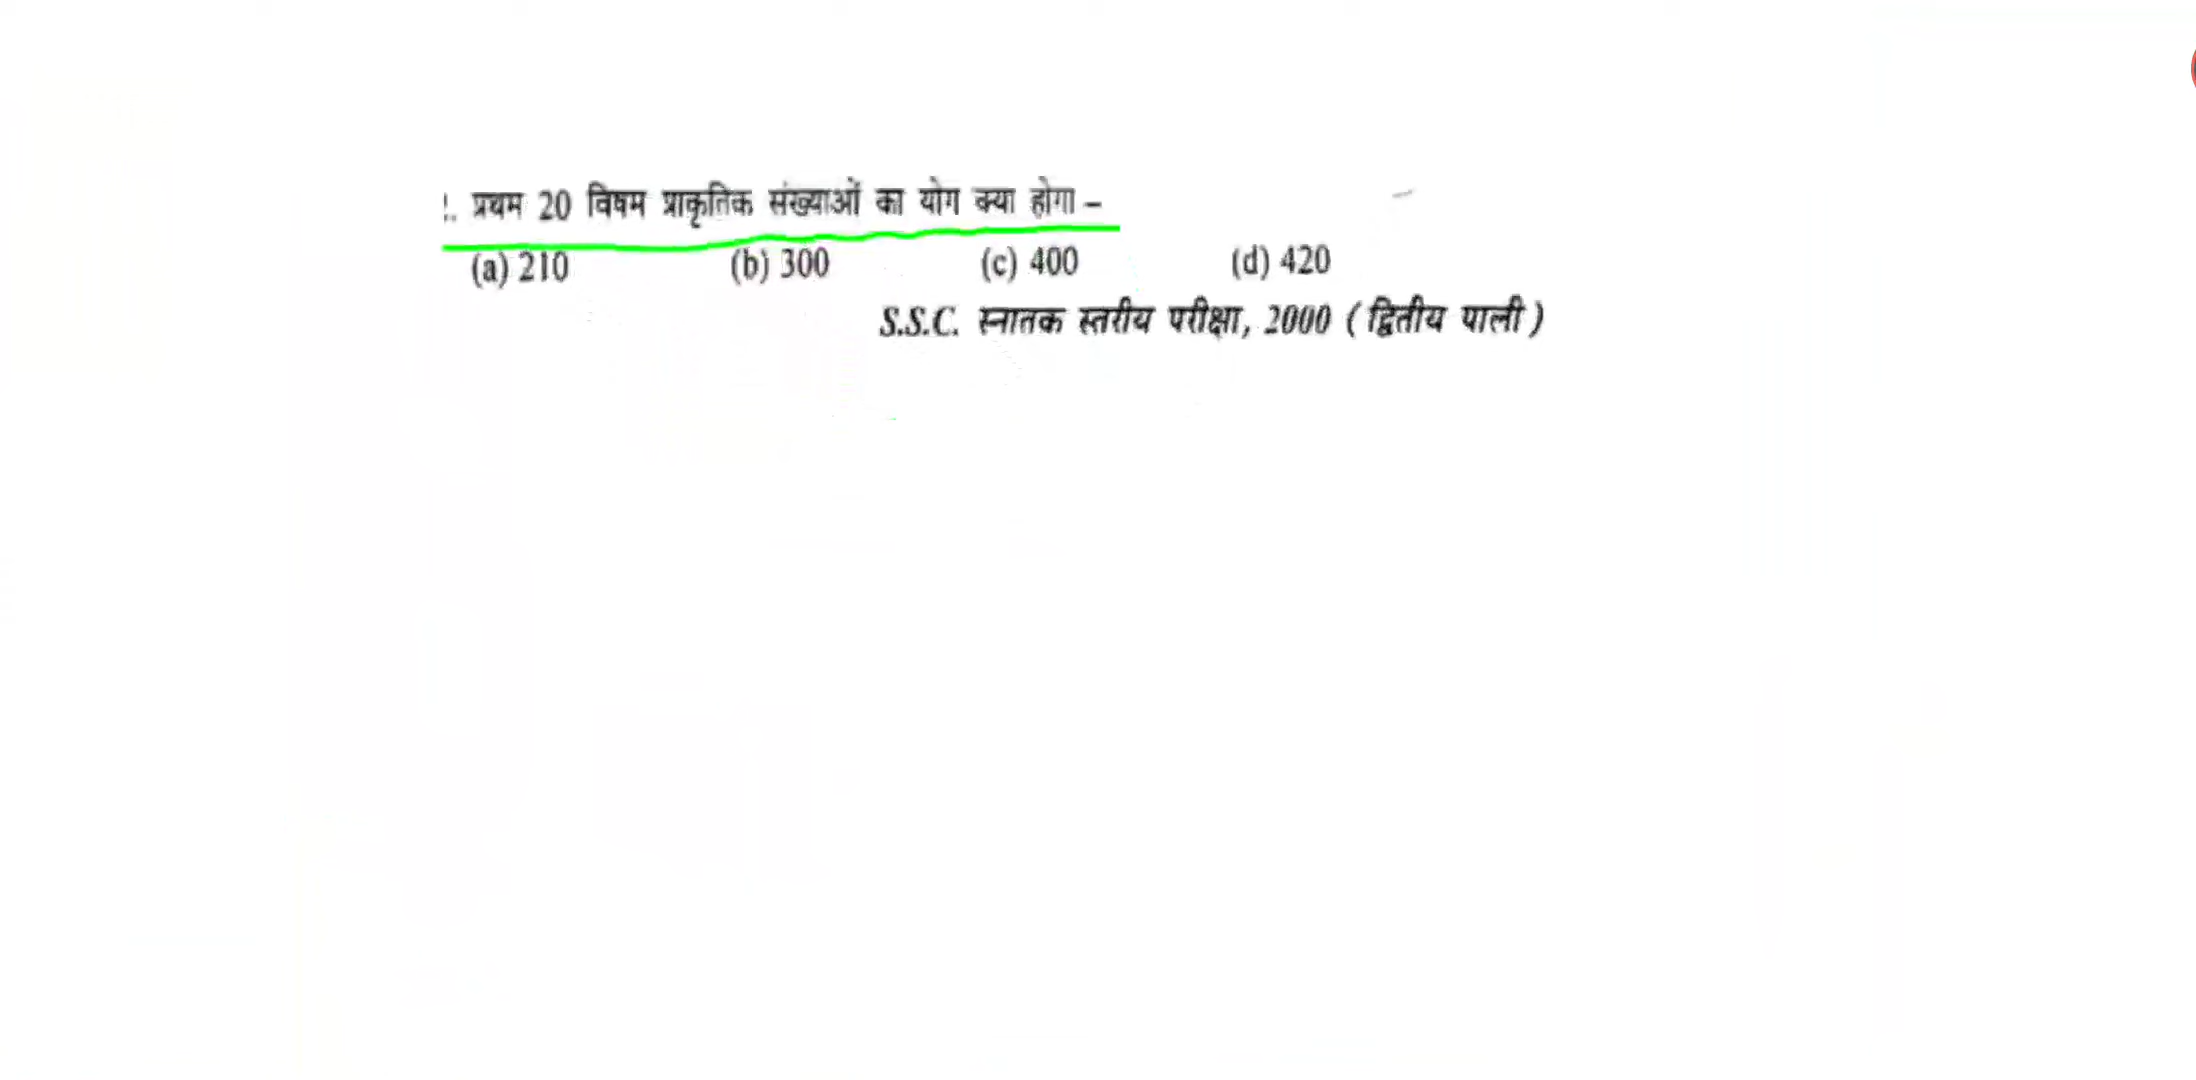 . प्रथम 20 विषम प्राकृतिक संख्याओं का योग क्या होगा –
(a) 210 (b) 300 (c) 400 (d) 420
S.S.C. स्नातक स्तरीय परीक्षा, 2000 ( द्वितीय पाली )